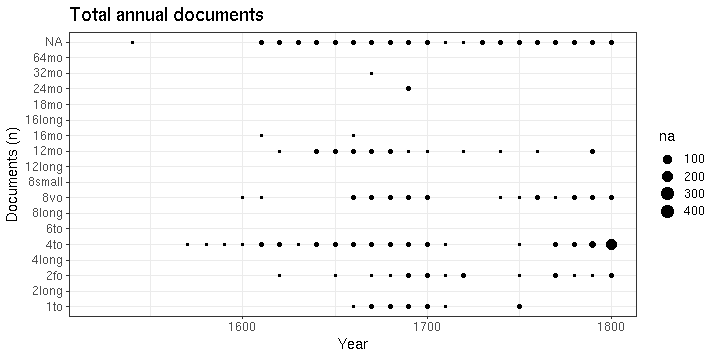 Total annual documents
Documents (n)
NA
64mo
32mo
24mo
18mo
16long
16mo
12mo
12long
8small
8vo
8long
6to
4to
4long
2fo
2long
1to
1600
1700
1800
Year
na
100
200
300
400